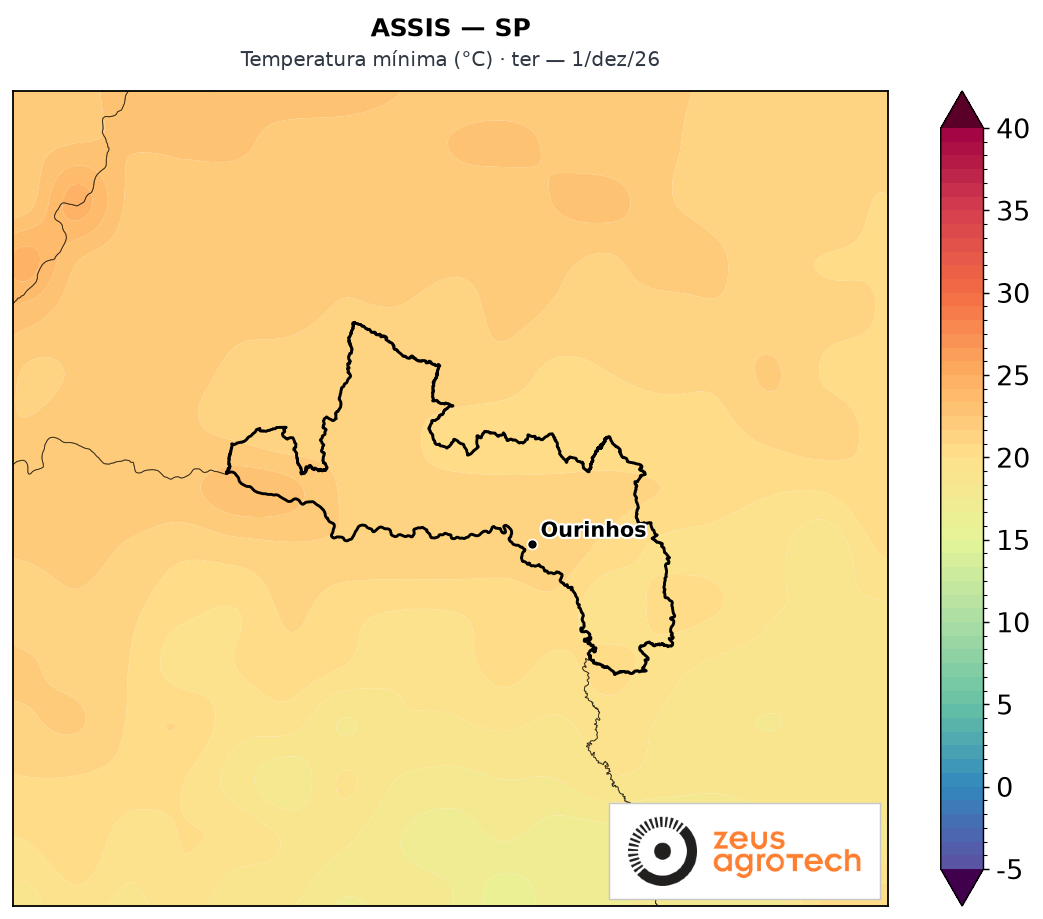 ASSIS — SP
Temperatura mínima (°C) · ter — 1/dez/26
40
35
30
25
20
15
10
5
0
-5
Ourinhos
zeus
agrotech